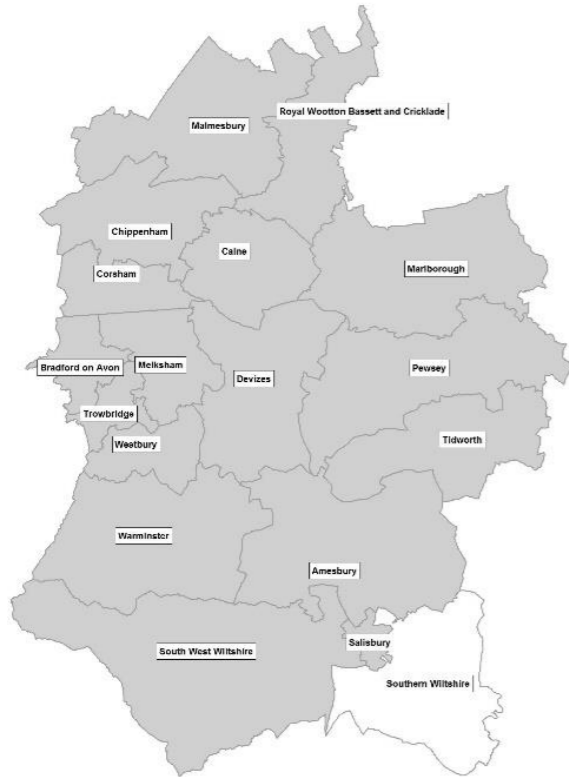 Royal Wootton Bassett and Cricklade
Malmesbury
Chippenham
Calne
Marlborough
Corsham
Bradford on Avon
Melksham
Devizes
Pewsey
Trowbridge
Westbury
Tidworth
Warminster
Amesbury
Salisbury
South West Wiltshire
Southern Wiltshire